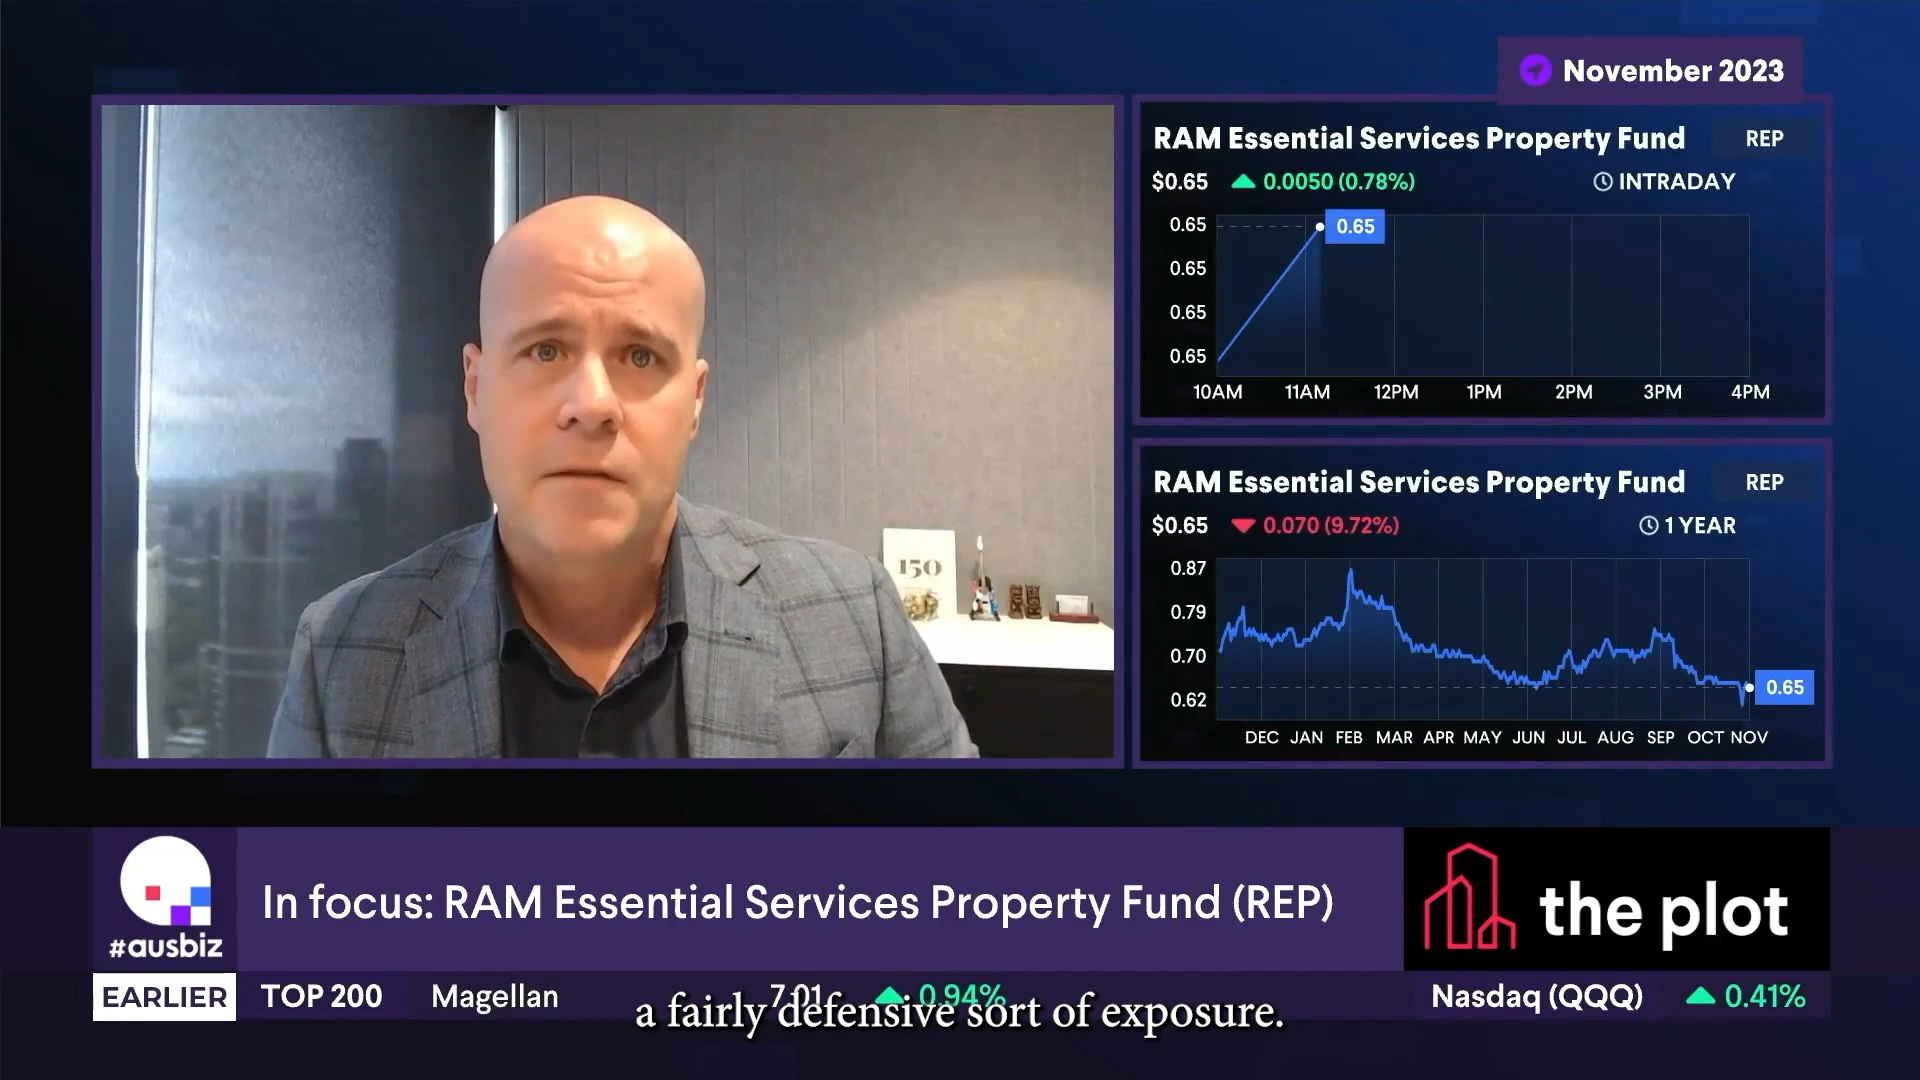 November 2023
RAM Essential Services Property Fund REP
$0.65 0.0050 (0.78%) INTRADAY
0.65
0.65
0.65
0.65
0.65
10AM 11AM 12PM 1PM 2PM 3PM 4PM
RAM Essential Services Property Fund REP
$0.65 0.070 (9.72%) 1 YEAR
0.87
0.79
0.70
0.65
0.62
DEC JAN FEB MAR APR MAY JUN JUL AUG SEP OCT NOV
150
In focus: RAM Essential Services Property Fund (REP)
#ausbiz
the plot
EARLIER TOP 200 Magellan 7.01 0.94% Nasdaq (QQQ) 0.41%
a fairly defensive sort of exposure.